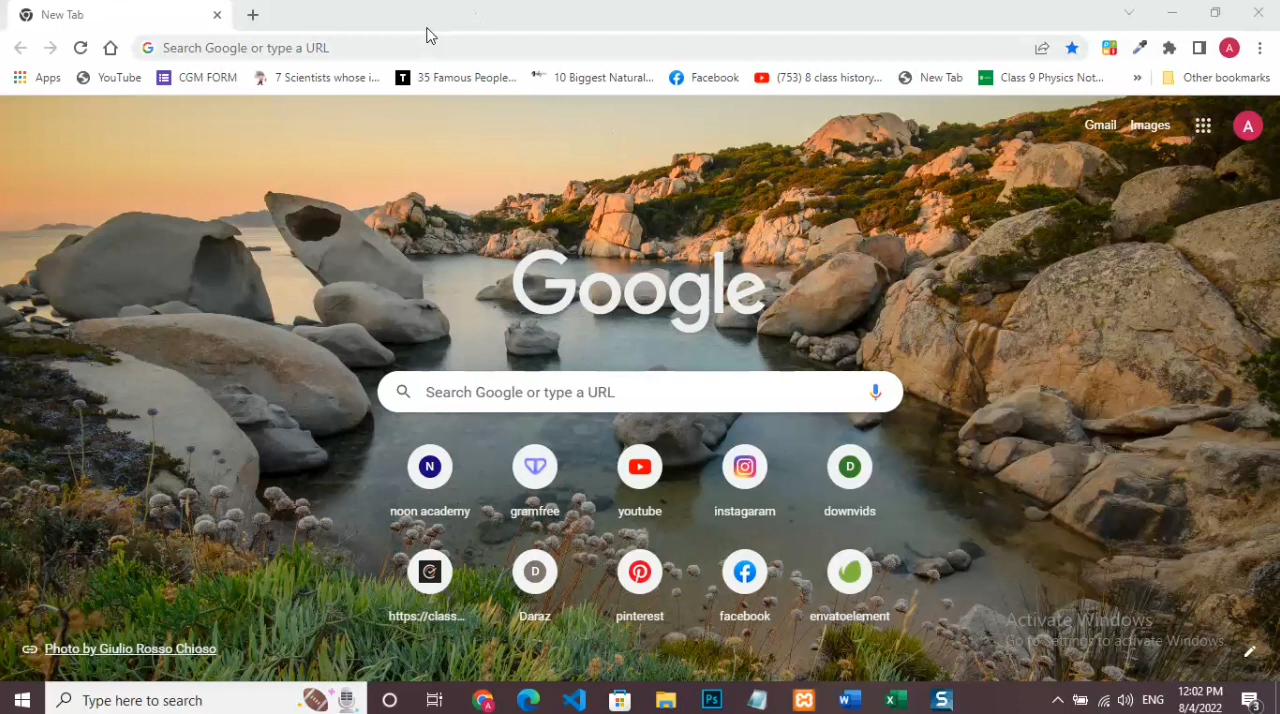 New Tab
Search Google or type a URL
A
Apps YouTube CGM FORM 7 Scientists whose i... T 35 Famous People... 10 Biggest Natural... Facebook (753) 8 class history... New Tab Class 9 Physics Not... » Other bookmarks
Gmail Images A
Google
Search Google or type a URL
N D
noon academy gramfree youtube instagaram downvids
D
https://class... Daraz pinterest facebook envatoelement
Activate Windows
Go to Settings to activate Windows.
Photo by Giulio Rosso Chioso
Type here to search
A Ps W X S
ENG
12:02 PM
8/4/2022
3